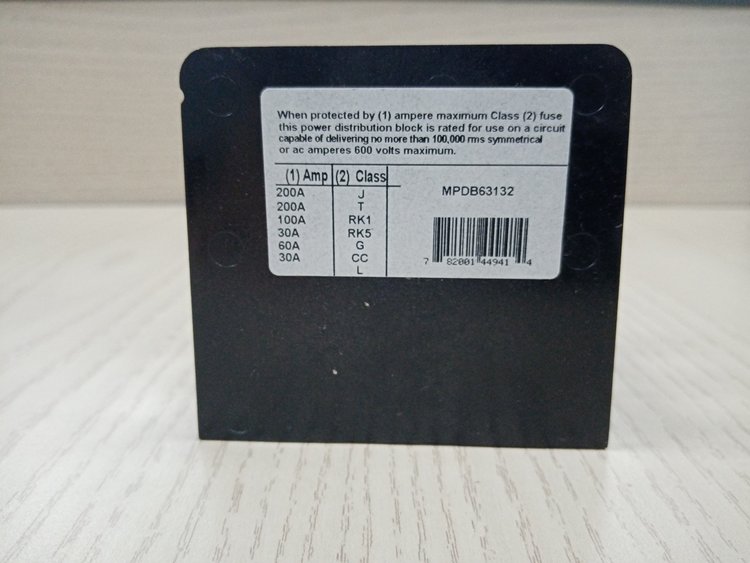 When protected by (1) ampere maximum Class (2) fuse
this power distribution block is rated for use on a circuit
capable of delivering no more than 100,000 rms symmetrical
or ac amperes 600 volts maximum.
(1) Amp (2) Class
200A J
200A T
100A RK1
30A RK5
60A G
30A CC
L
MPDB63132
7 82001 44941 4